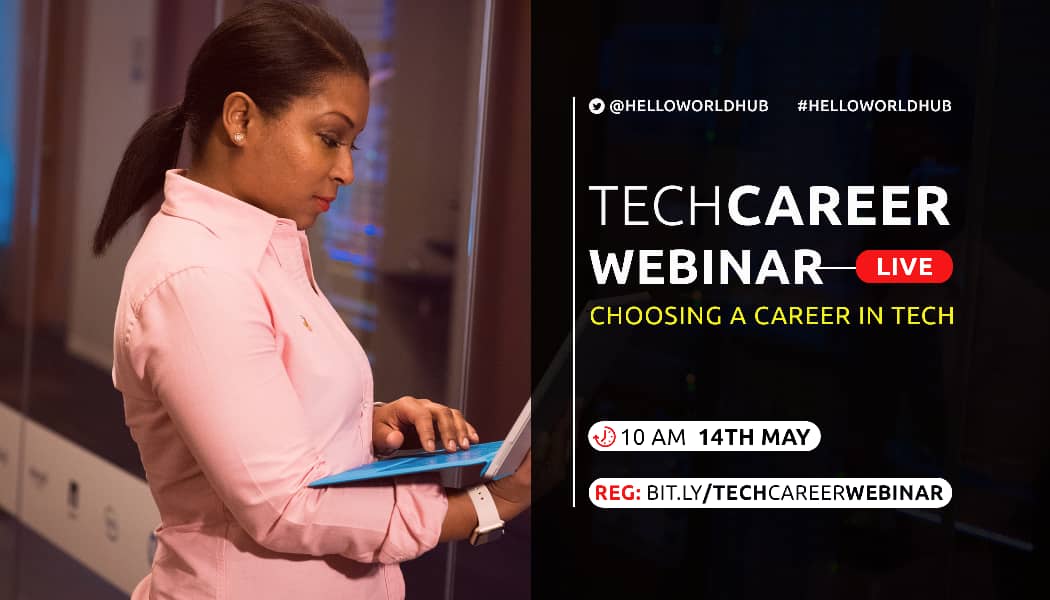 @HELLOWORLDHUB #HELLOWORLDHUB
TECHCAREER
WEBINAR LIVE
CHOOSING A CAREER IN TECH
10 AM 14TH MAY
REG: BIT.LY/TECHCAREERWEBINAR